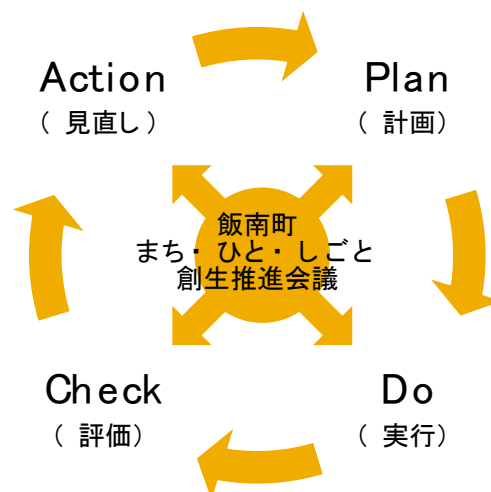 Action
(見直し)
Plan
(計画)
飯南町
まち・ひと・しごと
創生推進会議
Check
(評価)
Do
(実行)